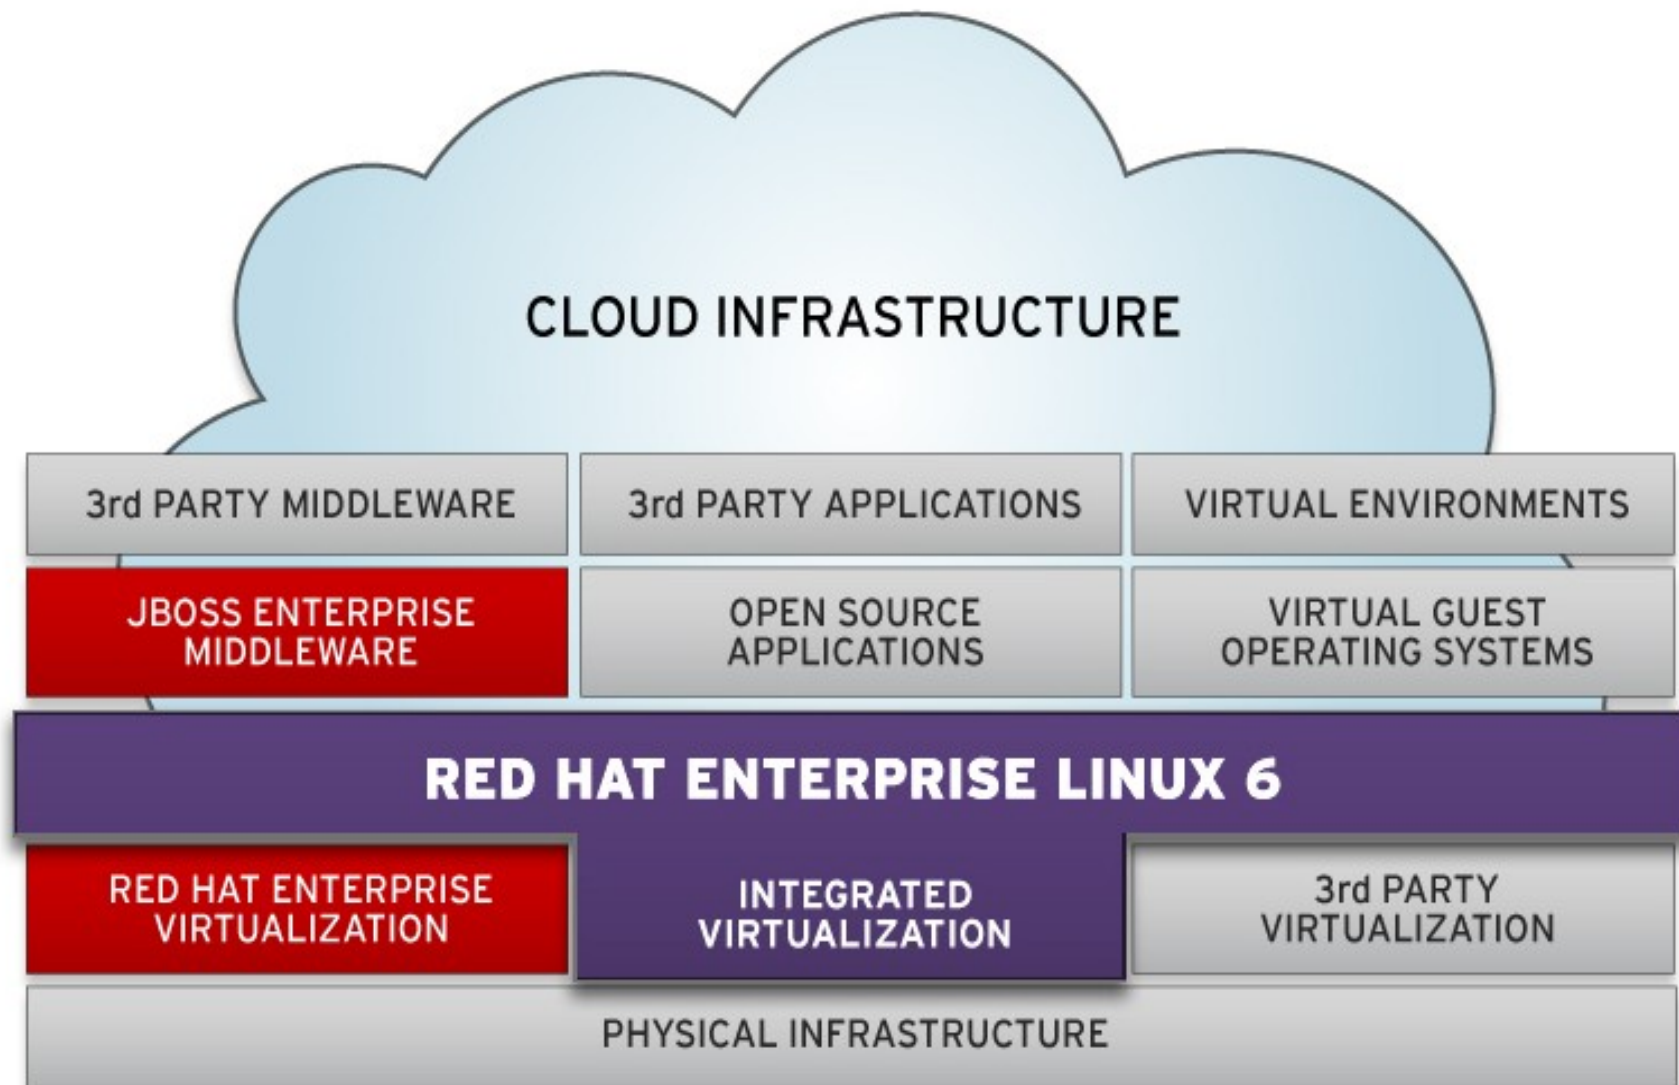 CLOUD INFRASTRUCTURE
3rd PARTY MIDDLEWARE
3rd PARTY APPLICATIONS
VIRTUAL ENVIRONMENTS
JBOSS ENTERPRISE
MIDDLEWARE
OPEN SOURCE
APPLICATIONS
VIRTUAL GUEST
OPERATING SYSTEMS
RED HAT ENTERPRISE LINUX 6
RED HAT ENTERPRISE
VIRTUALIZATION
INTEGRATED
VIRTUALIZATION
3rd PARTY
VIRTUALIZATION
PHYSICAL INFRASTRUCTURE